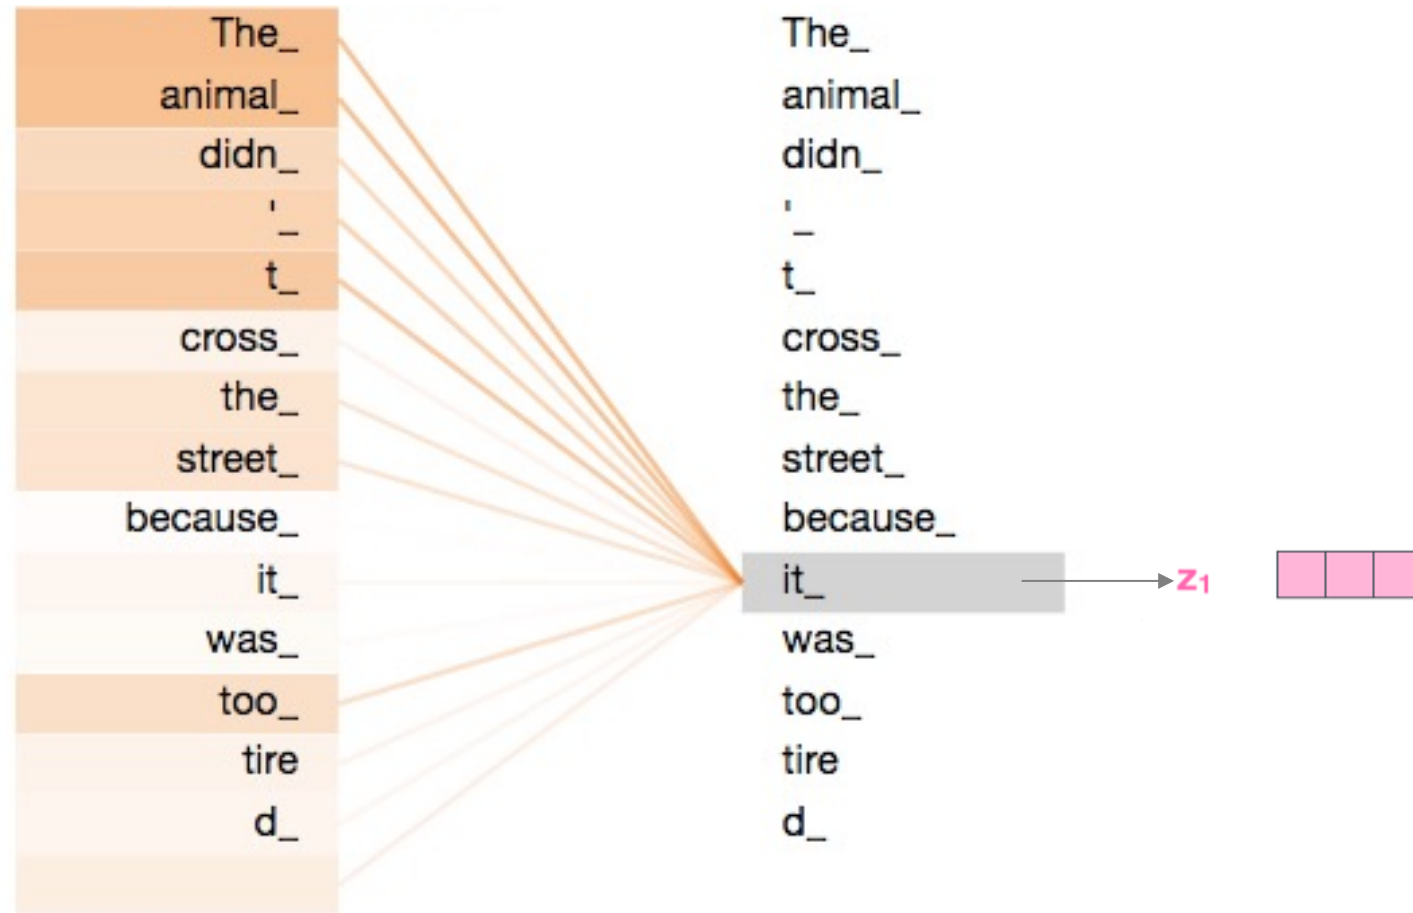 The_ The_
animal_ animal_
didn_ didn_
'_ '_
t_ t_
cross_ cross_
the_ the_
street_ street_
because_ because_
it_ it_ z₁
was_ was_
too_ too_
tire tire
d_ d_